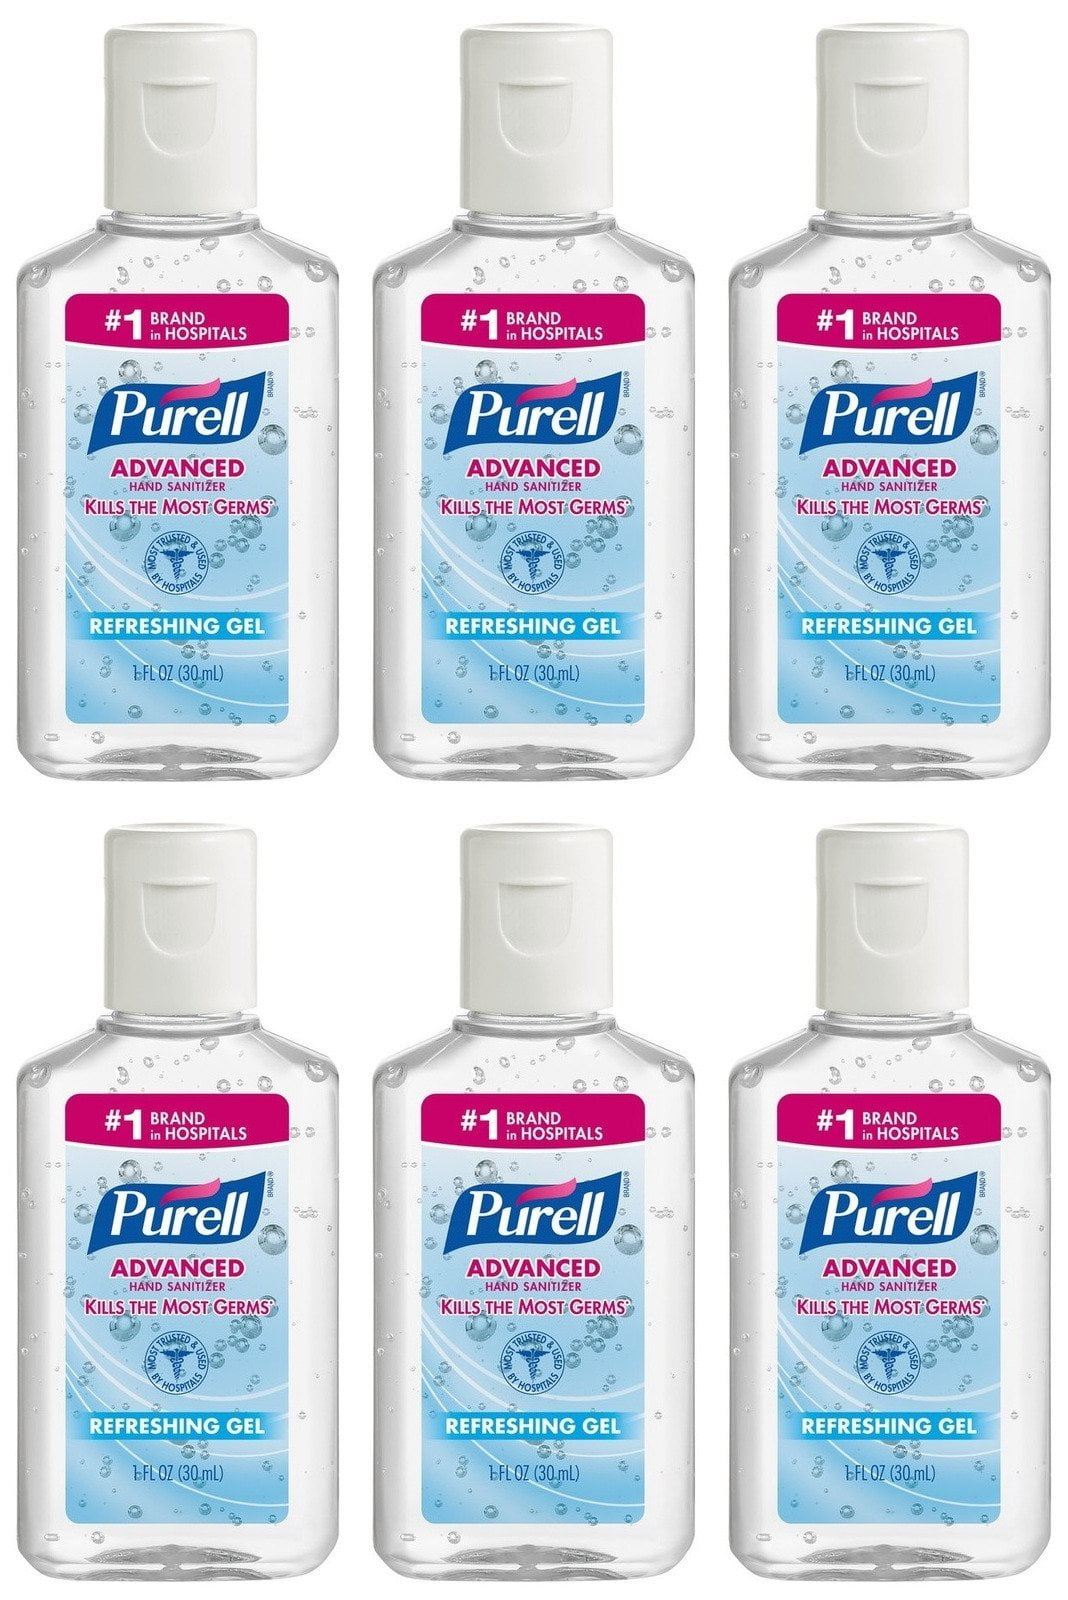 #1 BRAND
in HOSPITALS
Purell
BRAND®
ADVANCED
HAND SANITIZER
KILLS THE MOST GERMS*
MOST TRUSTED & USED
BY HOSPITALS
REFRESHING GEL
1 FL OZ (30 mL)
#1 BRAND
in HOSPITALS
Purell
BRAND®
ADVANCED
HAND SANITIZER
KILLS THE MOST GERMS*
MOST TRUSTED & USED
BY HOSPITALS
REFRESHING GEL
1 FL OZ (30 mL)
#1 BRAND
in HOSPITALS
Purell
BRAND®
ADVANCED
HAND SANITIZER
KILLS THE MOST GERMS*
MOST TRUSTED & USED
BY HOSPITALS
REFRESHING GEL
1 FL OZ (30 mL)
#1 BRAND
in HOSPITALS
Purell
BRAND®
ADVANCED
HAND SANITIZER
KILLS THE MOST GERMS*
MOST TRUSTED & USED
BY HOSPITALS
REFRESHING GEL
1 FL OZ (30 mL)
#1 BRAND
in HOSPITALS
Purell
BRAND®
ADVANCED
HAND SANITIZER
KILLS THE MOST GERMS*
MOST TRUSTED & USED
BY HOSPITALS
REFRESHING GEL
1 FL OZ (30 mL)
#1 BRAND
in HOSPITALS
Purell
BRAND®
ADVANCED
HAND SANITIZER
KILLS THE MOST GERMS*
MOST TRUSTED & USED
BY HOSPITALS
REFRESHING GEL
1 FL OZ (30 mL)